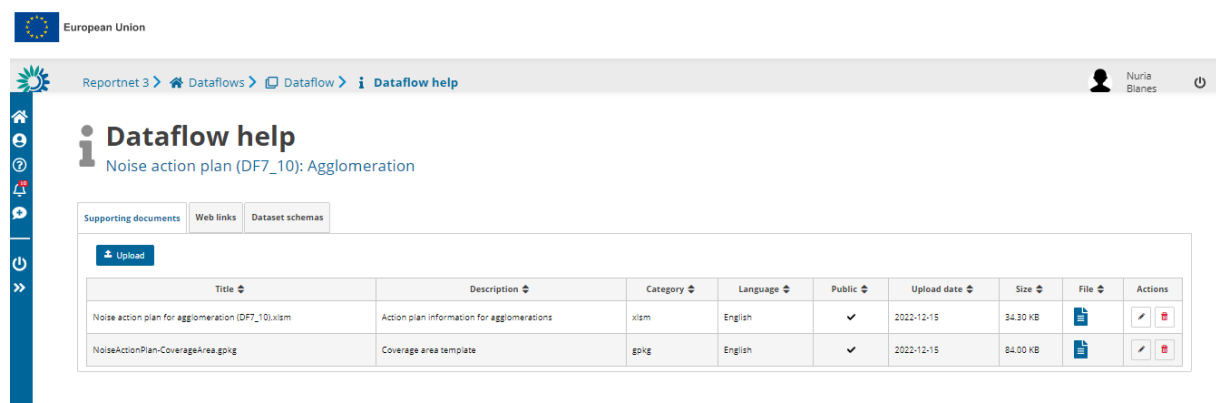 European Union
Reportnet 3 Dataflows Dataflow Dataflow help
Nuria
Blanes
Dataflow help
Noise action plan (DF7_10): Agglomeration
Supporting documents Web links Dataset schemas
Upload
Title Description Category Language Public Upload date Size File Actions
Noise action plan for agglomeration (DF7_10).xlsm Action plan information for agglomerations xlsm English 2022-12-15 34.30 KB
NoiseActionPlan-CoverageArea.gpkg Coverage area template gpkg English 2022-12-15 84.00 KB